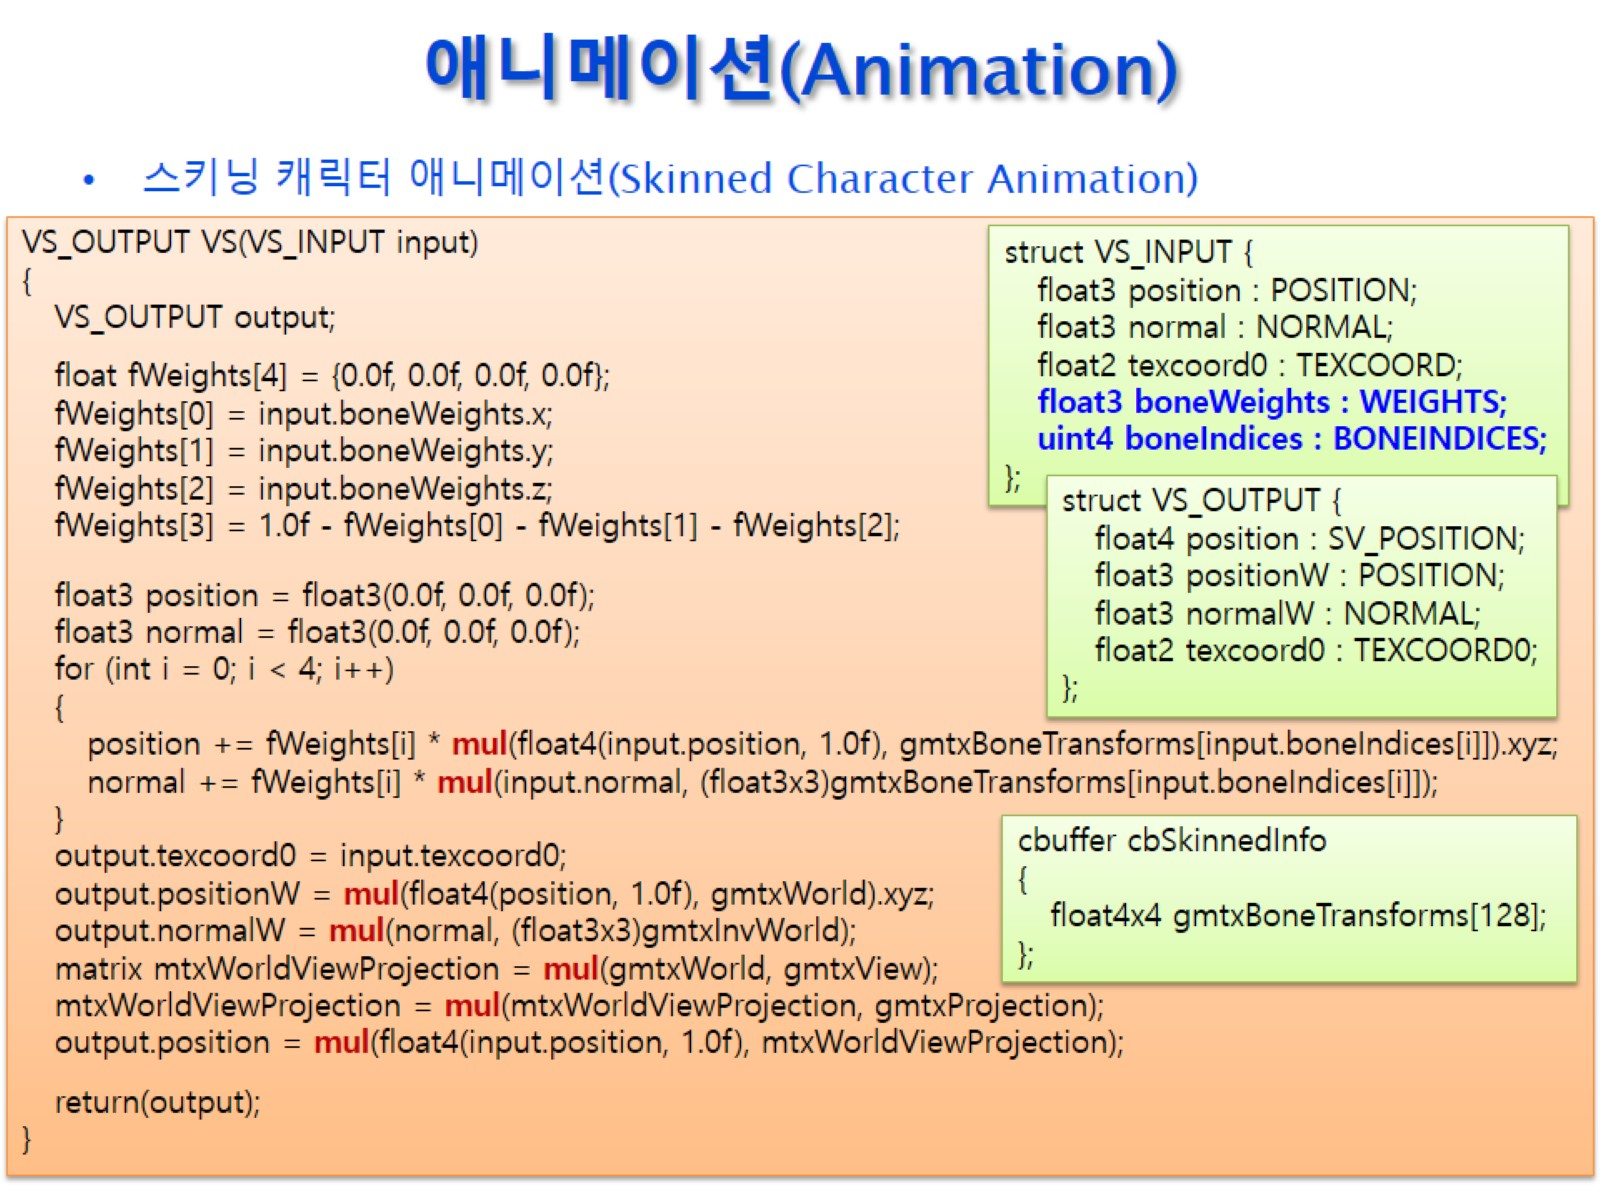 애니메이션(Animation)
• 스키닝 캐릭터 애니메이션(Skinned Character Animation)
VS_OUTPUT VS(VS_INPUT input)
{
VS_OUTPUT output;
float fWeights[4] = {0.0f, 0.0f, 0.0f, 0.0f};
fWeights[0] = input.boneWeights.x;
fWeights[1] = input.boneWeights.y;
fWeights[2] = input.boneWeights.z;
fWeights[3] = 1.0f - fWeights[0] - fWeights[1] - fWeights[2];
float3 position = float3(0.0f, 0.0f, 0.0f);
float3 normal = float3(0.0f, 0.0f, 0.0f);
for (int i = 0; i < 4; i++)
{
position += fWeights[i] * mul(float4(input.position, 1.0f), gmtxBoneTransforms[input.boneIndices[i]]).xyz;
normal += fWeights[i] * mul(input.normal, (float3x3)gmtxBoneTransforms[input.boneIndices[i]]);
}
output.texcoord0 = input.texcoord0;
output.positionW = mul(float4(position, 1.0f), gmtxWorld).xyz;
output.normalW = mul(normal, (float3x3)gmtxInvWorld);
matrix mtxWorldViewProjection = mul(gmtxWorld, gmtxView);
mtxWorldViewProjection = mul(mtxWorldViewProjection, gmtxProjection);
output.position = mul(float4(input.position, 1.0f), mtxWorldViewProjection);
return(output);
}
struct VS_INPUT {
float3 position : POSITION;
float3 normal : NORMAL;
float2 texcoord0 : TEXCOORD;
float3 boneWeights : WEIGHTS;
uint4 boneIndices : BONEINDICES;
};
struct VS_OUTPUT {
float4 position : SV_POSITION;
float3 positionW : POSITION;
float3 normalW : NORMAL;
float2 texcoord0 : TEXCOORD0;
};
cbuffer cbSkinnedInfo
{
float4x4 gmtxBoneTransforms[128];
};